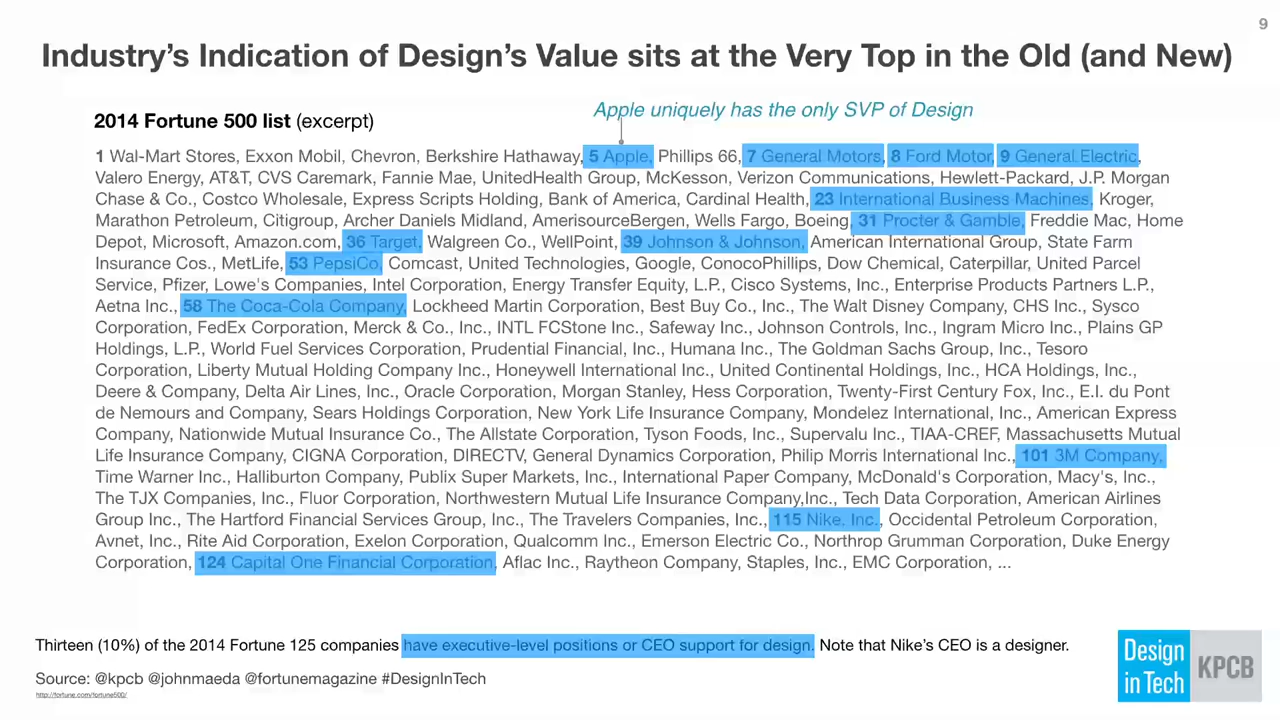 9
Industry’s Indication of Design’s Value sits at the Very Top in the Old (and New)
Apple uniquely has the only SVP of Design
2014 Fortune 500 list (excerpt)
1 Wal-Mart Stores, Exxon Mobil, Chevron, Berkshire Hathaway, 5 Apple, Phillips 66, 7 General Motors, 8 Ford Motor, 9 General Electric,
Valero Energy, AT&T, CVS Caremark, Fannie Mae, UnitedHealth Group, McKesson, Verizon Communications, Hewlett-Packard, J.P. Morgan
Chase & Co., Costco Wholesale, Express Scripts Holding, Bank of America, Cardinal Health, 23 International Business Machines, Kroger,
Marathon Petroleum, Citigroup, Archer Daniels Midland, AmerisourceBergen, Wells Fargo, Boeing, 31 Procter & Gamble, Freddie Mac, Home
Depot, Microsoft, Amazon.com, 36 Target, Walgreen Co., WellPoint, 39 Johnson & Johnson, American International Group, State Farm
Insurance Cos., MetLife, 53 PepsiCo, Comcast, United Technologies, Google, ConocoPhillips, Dow Chemical, Caterpillar, United Parcel
Service, Pfizer, Lowe's Companies, Intel Corporation, Energy Transfer Equity, L.P., Cisco Systems, Inc., Enterprise Products Partners L.P.,
Aetna Inc., 58 The Coca-Cola Company, Lockheed Martin Corporation, Best Buy Co., Inc., The Walt Disney Company, CHS Inc., Sysco
Corporation, FedEx Corporation, Merck & Co., Inc., INTL FCStone Inc., Safeway Inc., Johnson Controls, Inc., Ingram Micro Inc., Plains GP
Holdings, L.P., World Fuel Services Corporation, Prudential Financial, Inc., Humana Inc., The Goldman Sachs Group, Inc., Tesoro
Corporation, Liberty Mutual Holding Company Inc., Honeywell International Inc., United Continental Holdings, Inc., HCA Holdings, Inc.,
Deere & Company, Delta Air Lines, Inc., Oracle Corporation, Morgan Stanley, Hess Corporation, Twenty-First Century Fox, Inc., E.I. du Pont
de Nemours and Company, Sears Holdings Corporation, New York Life Insurance Company, Mondelez International, Inc., American Express
Company, Nationwide Mutual Insurance Co., The Allstate Corporation, Tyson Foods, Inc., Supervalu Inc., TIAA-CREF, Massachusetts Mutual
Life Insurance Company, CIGNA Corporation, DIRECTV, General Dynamics Corporation, Philip Morris International Inc., 101 3M Company,
Time Warner Inc., Halliburton Company, Publix Super Markets, Inc., International Paper Company, McDonald's Corporation, Macy's, Inc.,
The TJX Companies, Inc., Fluor Corporation, Northwestern Mutual Life Insurance Company,Inc., Tech Data Corporation, American Airlines
Group Inc., The Hartford Financial Services Group, Inc., The Travelers Companies, Inc., 115 Nike, Inc., Occidental Petroleum Corporation,
Avnet, Inc., Rite Aid Corporation, Exelon Corporation, Qualcomm Inc., Emerson Electric Co., Northrop Grumman Corporation, Duke Energy
Corporation, 124 Capital One Financial Corporation, Aflac Inc., Raytheon Company, Staples, Inc., EMC Corporation, ...
Thirteen (10%) of the 2014 Fortune 125 companies have executive-level positions or CEO support for design. Note that Nike’s CEO is a designer.
Source: @kpcb @johnmaeda @fortunemagazine #DesignInTech
http://fortune.com/fortune500/
Design
in Tech
KPCB